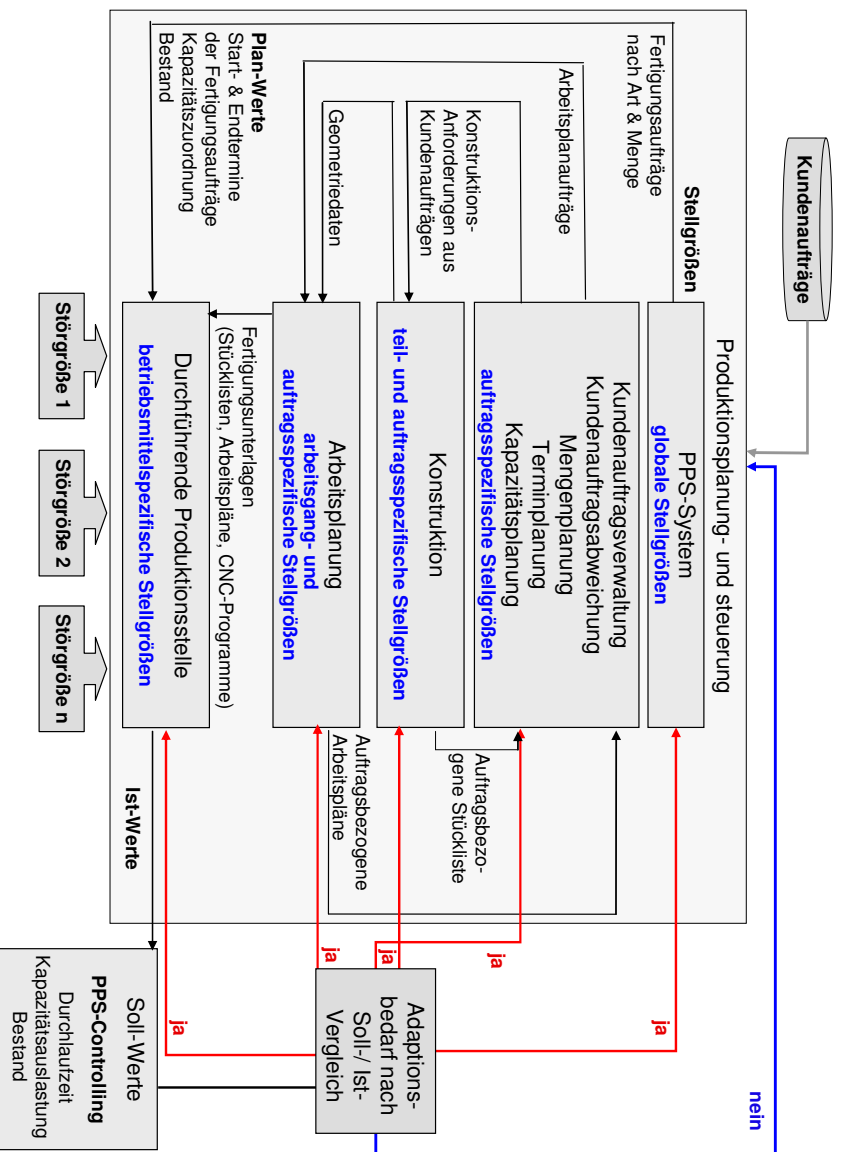 Kundenaufträge
Produktionsplanung- und steuerung
nein
Stellgrößen
Fertigungsaufträge
nach Art & Menge
PPS-System
globale Stellgrößen
ja
Kundenauftragsverwaltung
Kundenauftragsabweichung
Mengenplanung
Terminplanung
Kapazitätsplanung
auftragsspezifische Stellgrößen
Arbeitsplanaufträge
Auftragsbezo-
gene Stückliste
ja
Konstruktions-
Anforderungen aus
Kundenaufträgen
Konstruktion
teil- und auftragsspezifische Stellgrößen
ja
Geometriedaten
Arbeitsplanung
arbeitsgang- und
auftragsspezifische Stellgrößen
Auftragsbezogene
Arbeitspläne
ja
Adaptions-
bedarf nach
Soll-/ Ist-
Vergleich
Plan-Werte
Start- & Endtermine
der Fertigungsaufträge
Kapazitätszuordnung
Bestand
Fertigungsunterlagen
(Stücklisten, Arbeitspläne, CNC-Programme)
Durchführende Produktionsstelle
betriebsmittelspezifische Stellgrößen
ja
Ist-Werte
Soll-Werte
PPS-Controlling
Durchlaufzeit
Kapazitätsauslastung
Bestand
Störgröße 1
Störgröße 2
Störgröße n